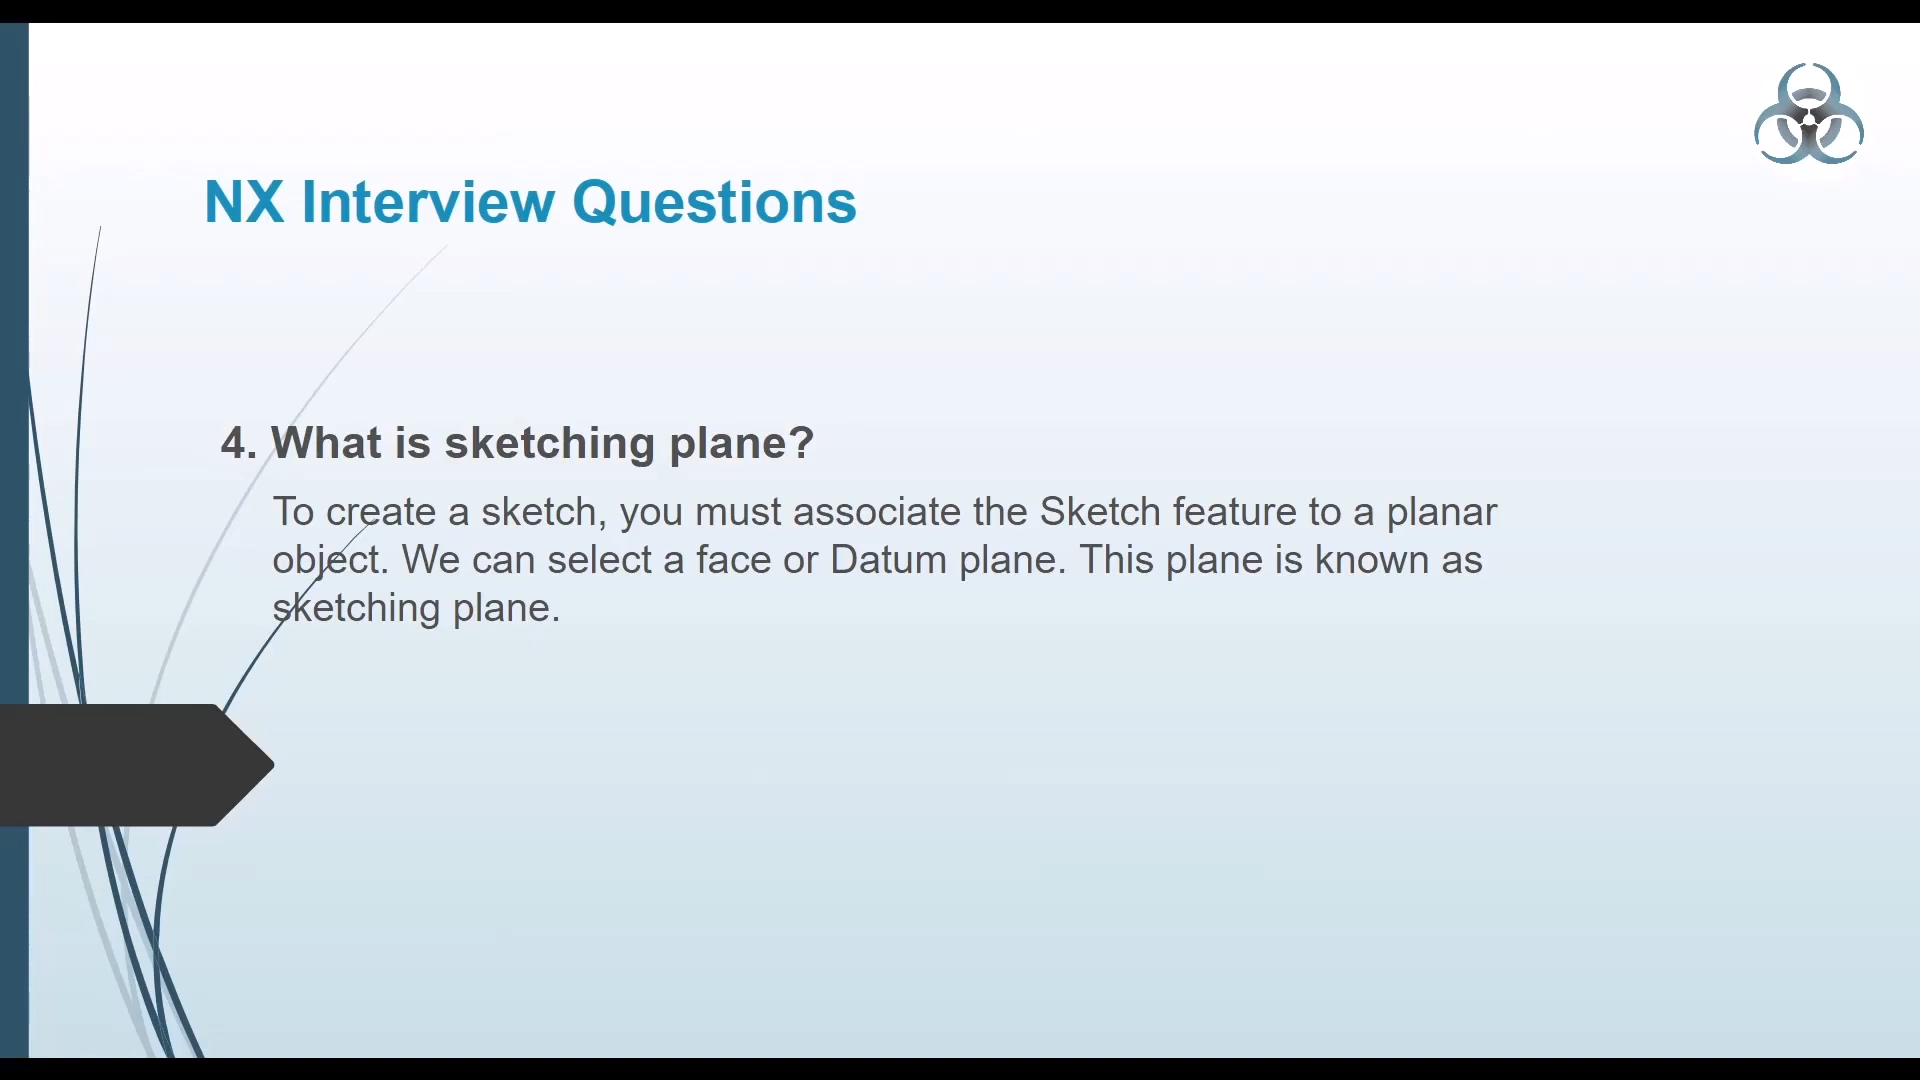 NX Interview Questions
4. What is sketching plane?
To create a sketch, you must associate the Sketch feature to a planar
object. We can select a face or Datum plane. This plane is known as
sketching plane.